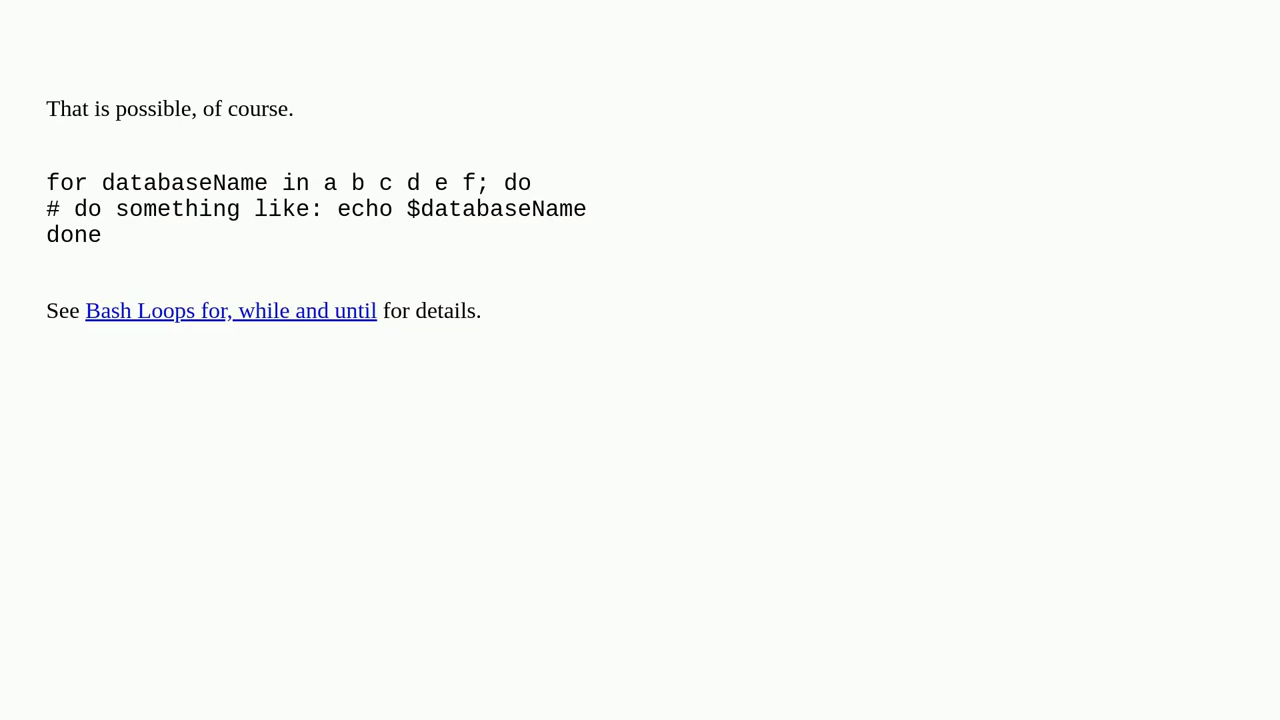 That is possible, of course.
for databaseName in a b c d e f; do
# do something like: echo $databaseName
done
See Bash Loops for, while and until for details.